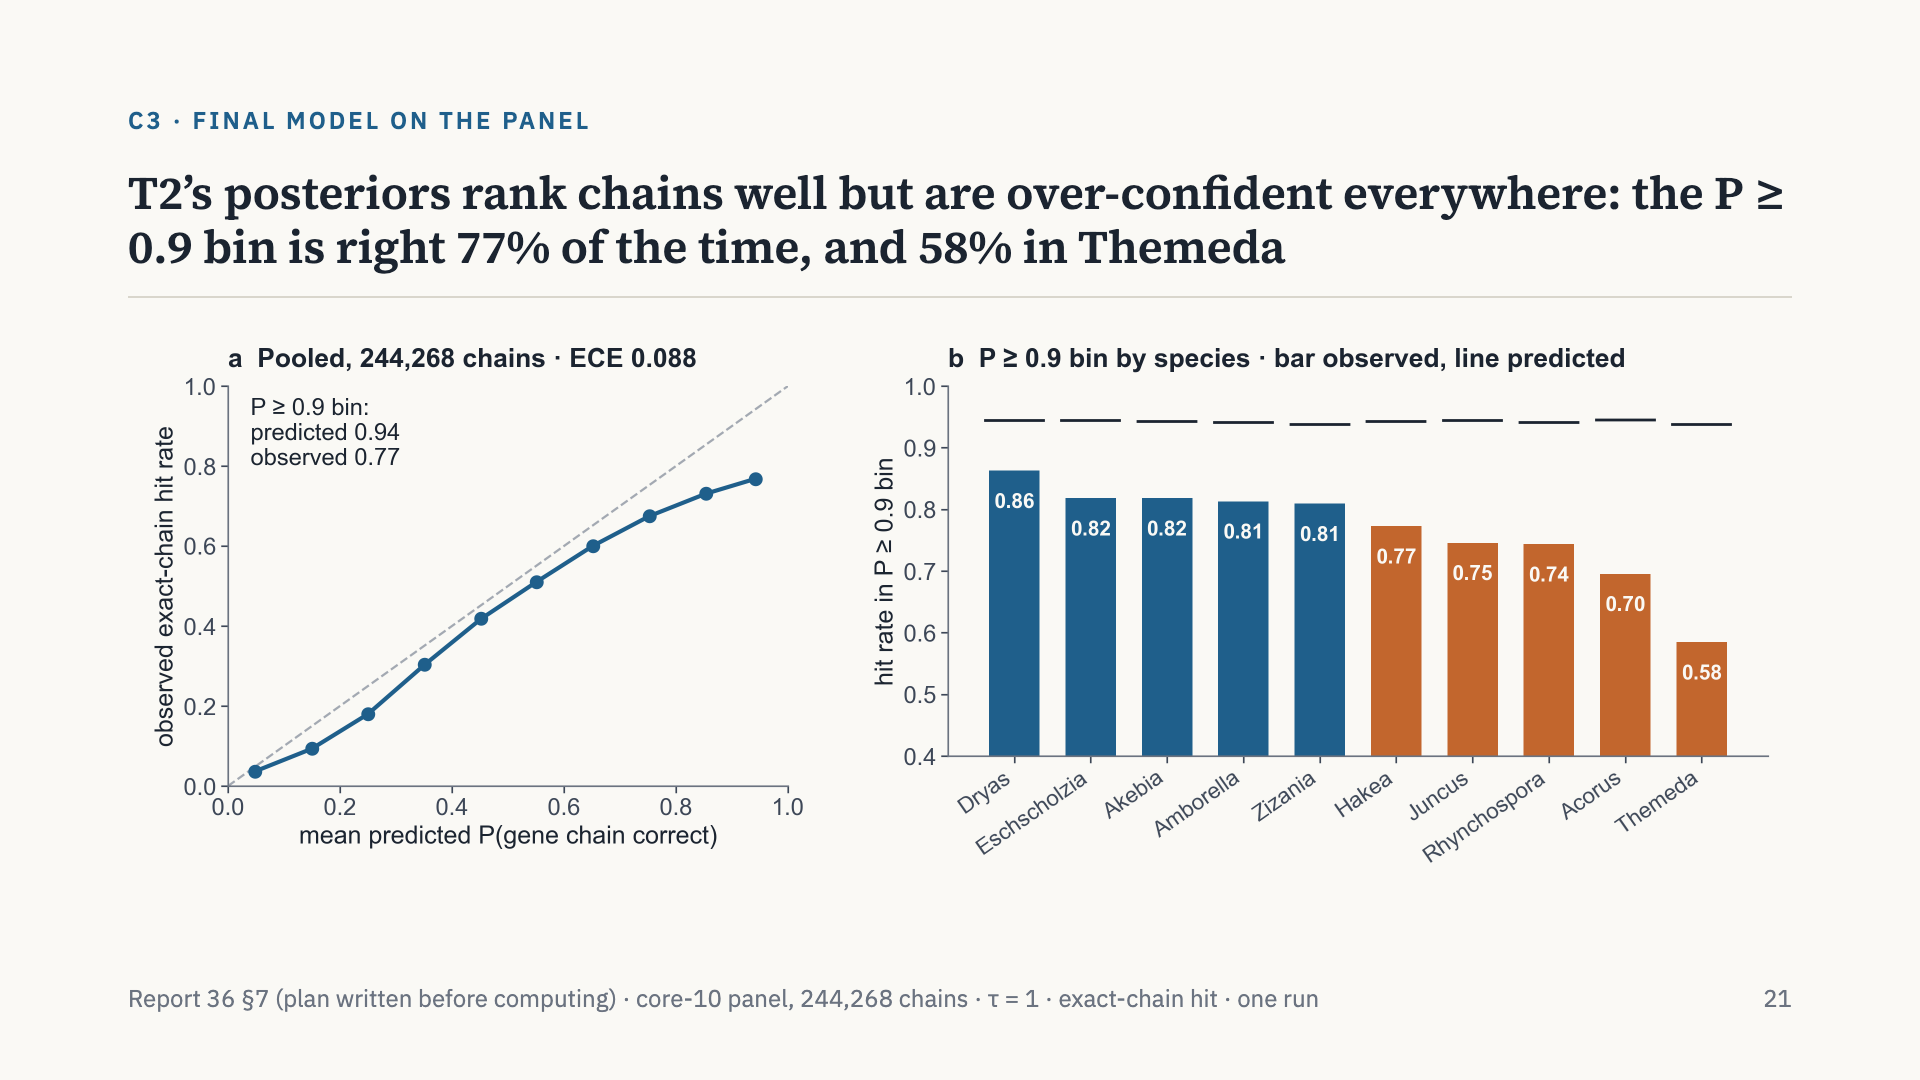 C3 · FINAL MODEL ON THE PANEL
T2’s posteriors rank chains well but are over-confident everywhere: the P ≥
0.9 bin is right 77% of the time, and 58% in Themeda
a Pooled, 244,268 chains · ECE 0.088
P ≥ 0.9 bin:
predicted 0.94
observed 0.77
observed exact-chain hit rate
1.0
0.8
0.6
0.4
0.2
0.0
0.0 0.2 0.4 0.6 0.8 1.0
mean predicted P(gene chain correct)
b P ≥ 0.9 bin by species · bar observed, line predicted
hit rate in P ≥ 0.9 bin
1.0
0.9
0.8
0.7
0.6
0.5
0.4
0.86 0.82 0.82 0.81 0.81 0.77 0.75 0.74 0.70 0.58
Dryas Eschscholzia Akebia Amborella Zizania Hakea Juncus Rhynchospora Acorus Themeda
Report 36 §7 (plan written before computing) · core-10 panel, 244,268 chains · τ = 1 · exact-chain hit · one run
21